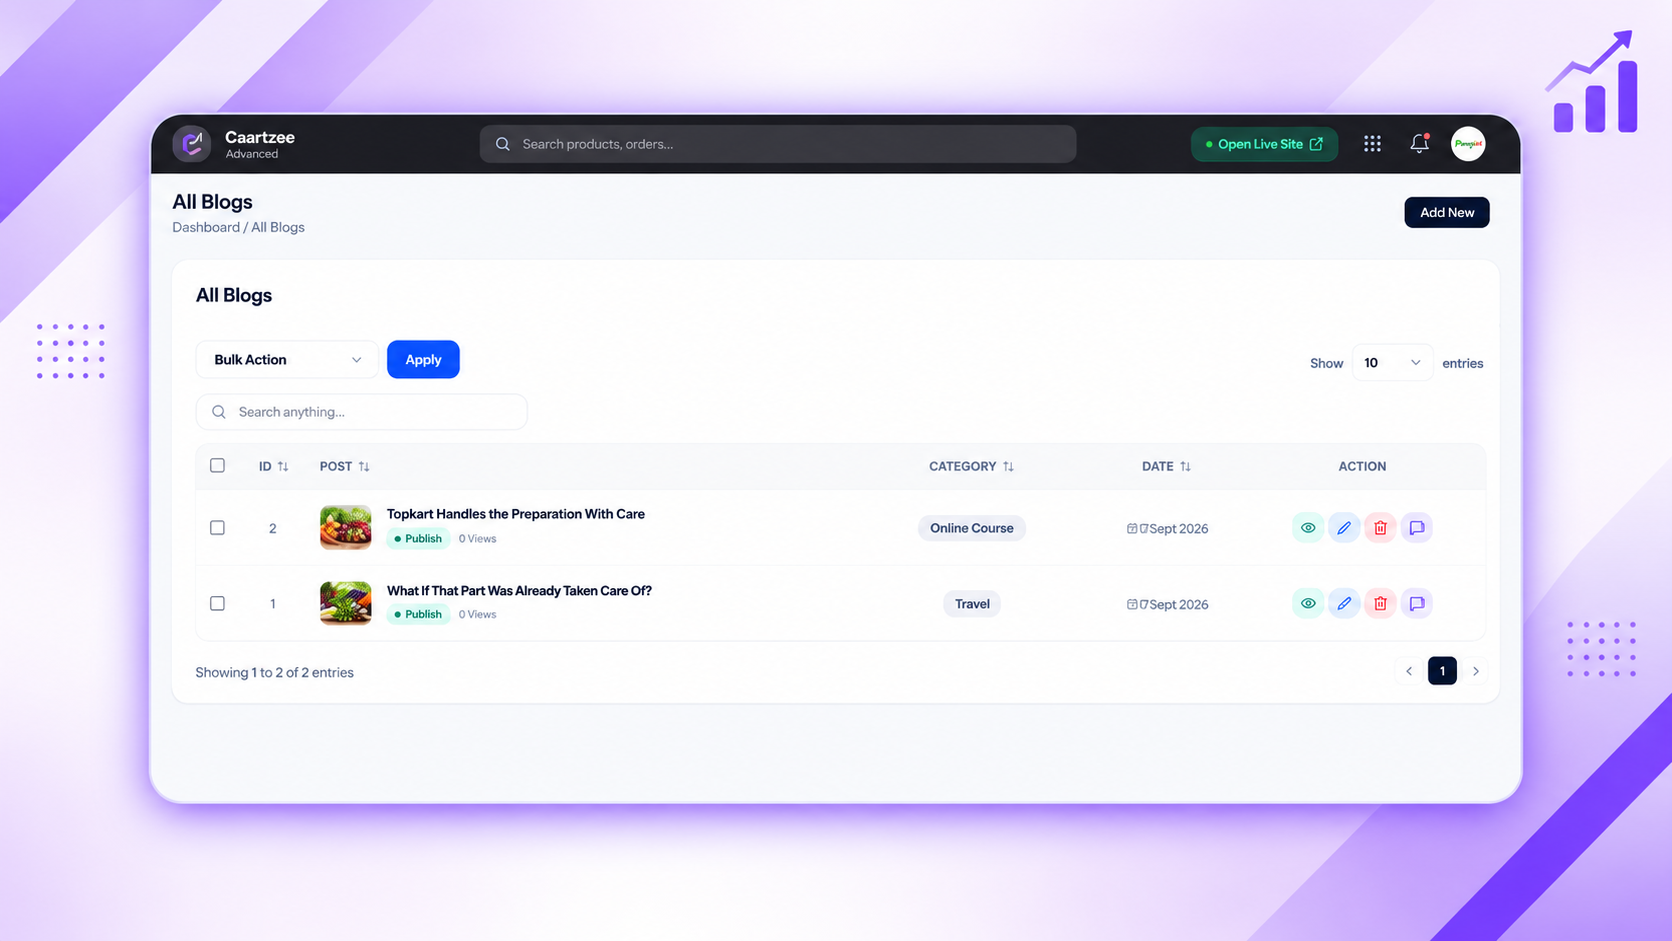 Caartzee
Advanced
Search products, orders...
Open Live Site
All Blogs
Dashboard / All Blogs
Add New
All Blogs
Bulk Action
Apply
Show 10 entries
Search anything...
ID POST CATEGORY DATE ACTION
2 Topkart Handles the Preparation With Care Online Course Sept 2026
Publish 0 Views
1 What If That Part Was Already Taken Care Of? Travel Sept 2026
Publish 0 Views
Showing 1 to 2 of 2 entries
1